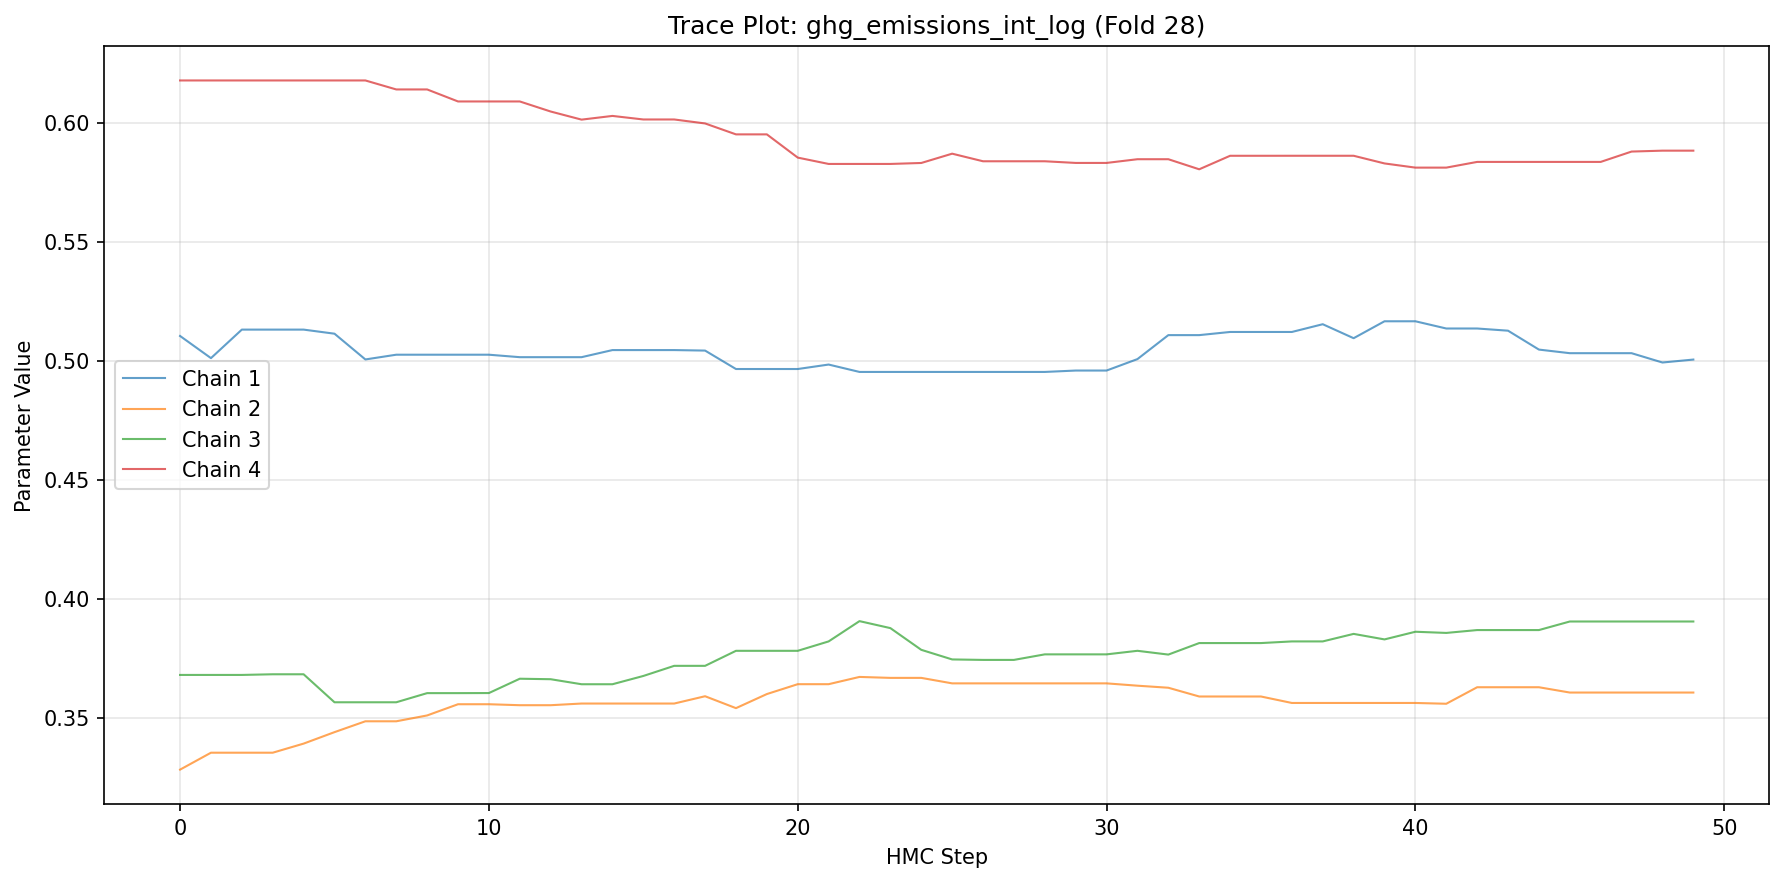 Trace Plot: ghg_emissions_int_log (Fold 28)
Parameter Value
0.60
0.55
0.50
0.45
0.40
0.35
Chain 1
Chain 2
Chain 3
Chain 4
0 10 20 30 40 50
HMC Step